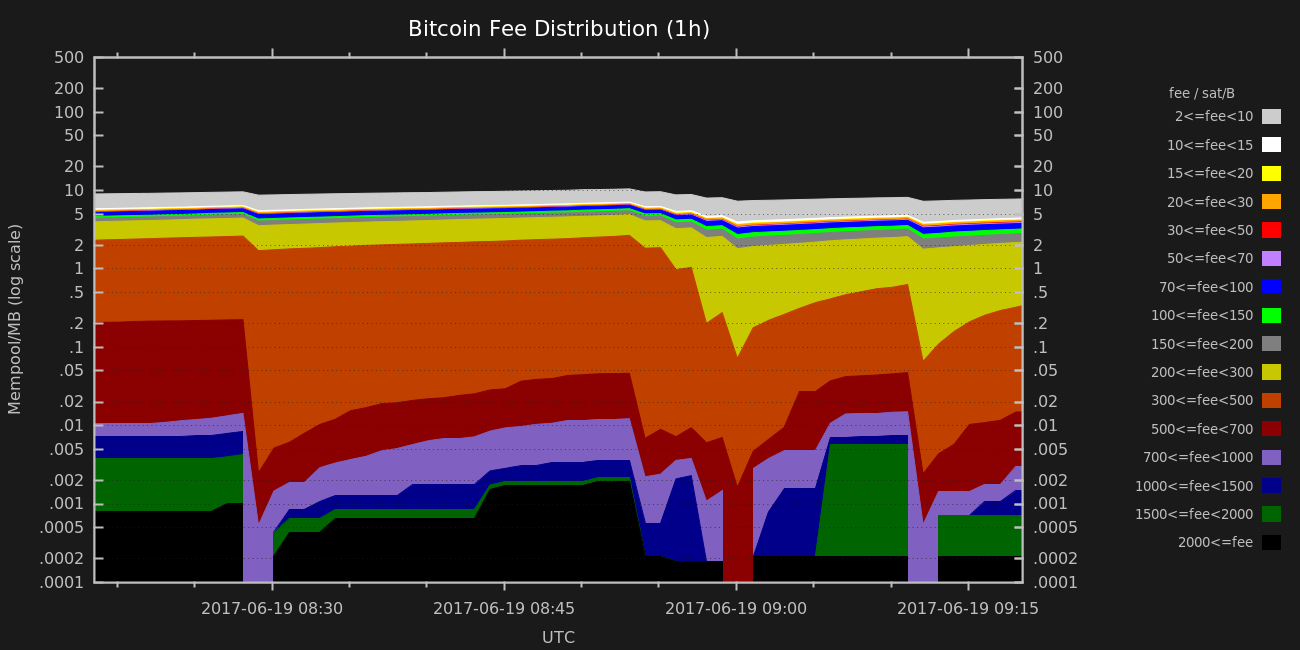 Bitcoin Fee Distribution (1h)
Mempool/MB (log scale)
500
200
100
50
20
10
5
2
1
.5
.2
.1
.05
.02
.01
.005
.002
.001
.0005
.0002
.0001
500
200
100
50
20
10
5
2
1
.5
.2
.1
.05
.02
.01
.005
.002
.001
.0005
.0002
.0001
2017-06-19 08:30
2017-06-19 08:45
2017-06-19 09:00
2017-06-19 09:15
UTC
fee / sat/B
2<=fee<10
10<=fee<15
15<=fee<20
20<=fee<30
30<=fee<50
50<=fee<70
70<=fee<100
100<=fee<150
150<=fee<200
200<=fee<300
300<=fee<500
500<=fee<700
700<=fee<1000
1000<=fee<1500
1500<=fee<2000
2000<=fee